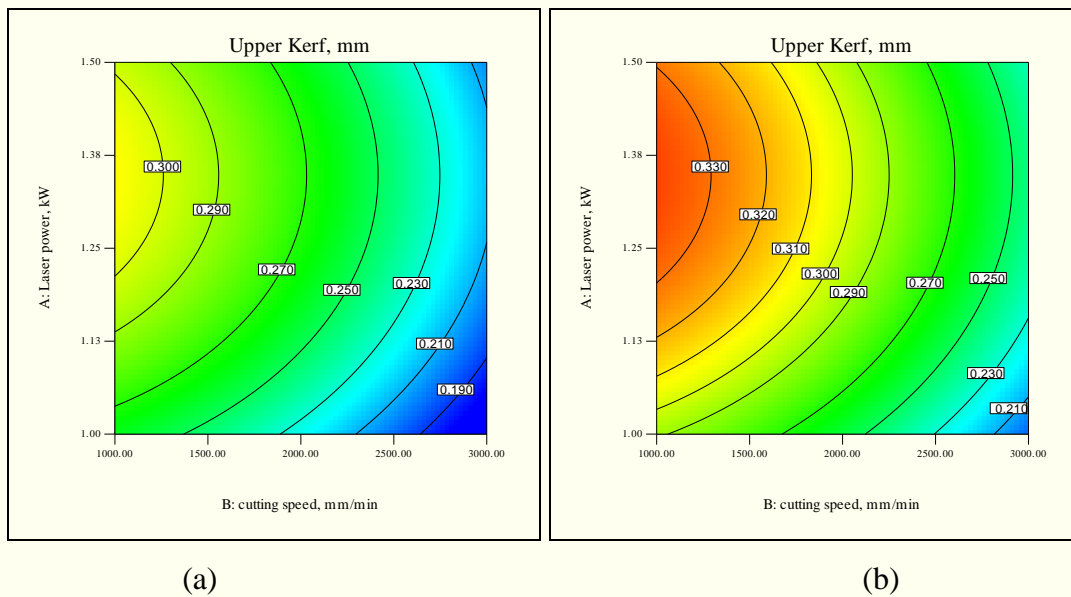 Upper Kerf, mm
1.50
1.38
1.25
1.13
1.00
A: Laser power, kW
0.300
0.290
0.270
0.250
0.230
0.210
0.190
1000.00 1500.00 2000.00 2500.00 3000.00
B: cutting speed, mm/min
(a)
Upper Kerf, mm
1.50
1.38
1.25
1.13
1.00
A: Laser power, kW
0.330
0.320
0.310
0.300
0.290
0.270
0.250
0.230
0.210
1000.00 1500.00 2000.00 2500.00 3000.00
B: cutting speed, mm/min
(b)